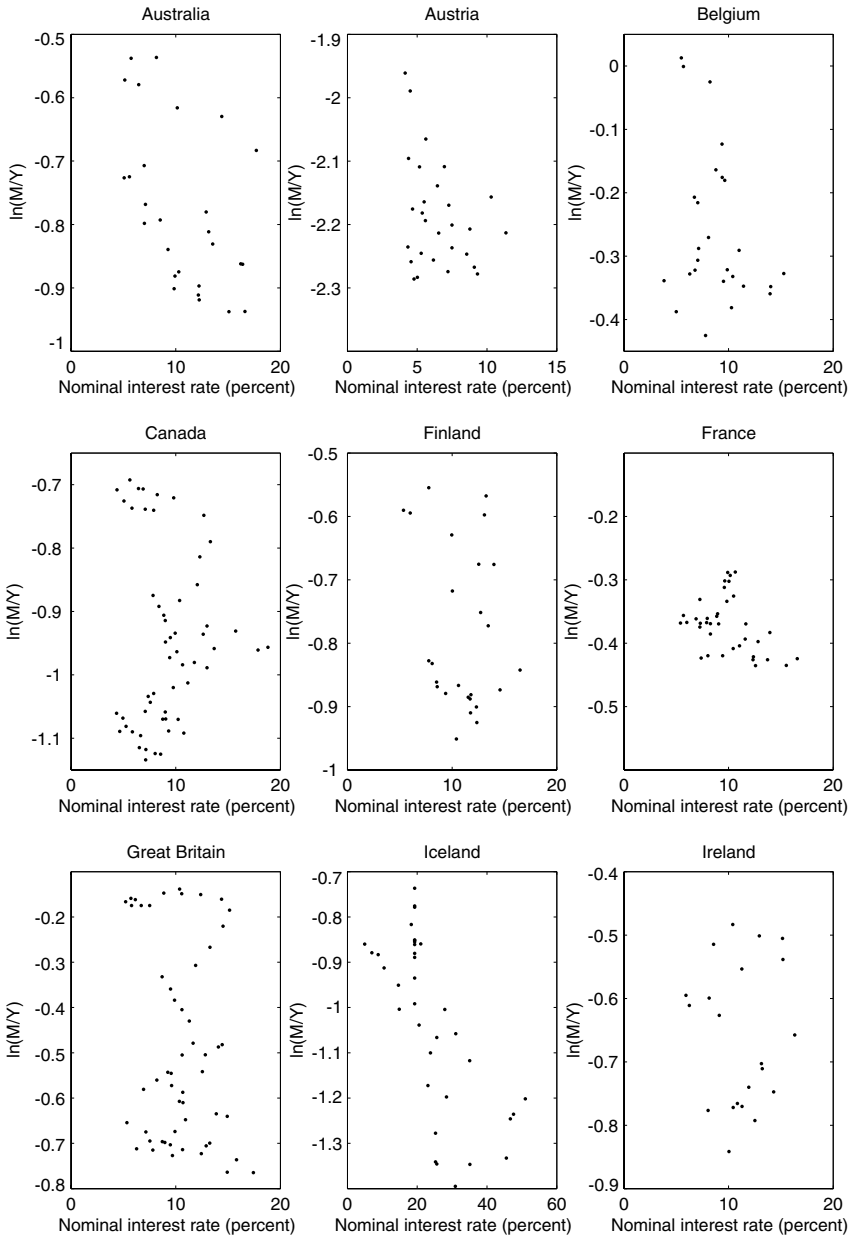 Australia
-0.5
-0.6
-0.7
-0.8
-0.9
-1
ln(M/Y)
0
10
20
Nominal interest rate (percent)
Austria
-1.9
-2
-2.1
-2.2
-2.3
ln(M/Y)
0
5
10
15
Nominal interest rate (percent)
Belgium
0
-0.1
-0.2
-0.3
-0.4
ln(M/Y)
0
10
20
Nominal interest rate (percent)
Canada
-0.7
-0.8
-0.9
-1
-1.1
ln(M/Y)
0
10
20
Nominal interest rate (percent)
Finland
-0.5
-0.6
-0.7
-0.8
-0.9
-1
ln(M/Y)
0
10
20
Nominal interest rate (percent)
France
-0.2
-0.3
-0.4
-0.5
ln(M/Y)
0
10
20
Nominal interest rate (percent)
Great Britain
-0.2
-0.3
-0.4
-0.5
-0.6
-0.7
-0.8
ln(M/Y)
0
10
20
Nominal interest rate (percent)
Iceland
-0.7
-0.8
-0.9
-1
-1.1
-1.2
-1.3
ln(M/Y)
0
20
40
60
Nominal interest rate (percent)
Ireland
-0.4
-0.5
-0.6
-0.7
-0.8
-0.9
ln(M/Y)
0
10
20
Nominal interest rate (percent)